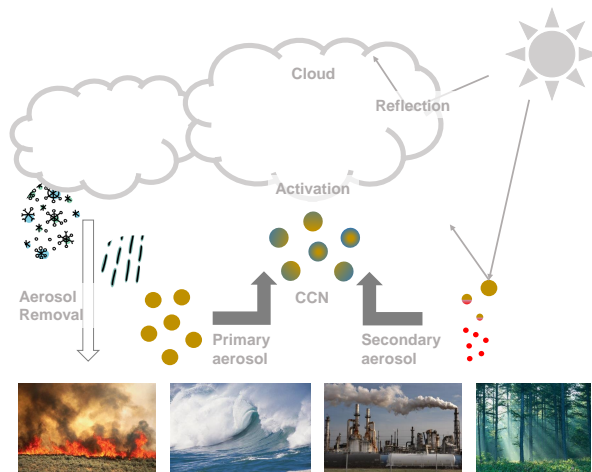 Cloud
Reflection
Activation
Aerosol
Removal
CCN
Primary
aerosol
Secondary
aerosol